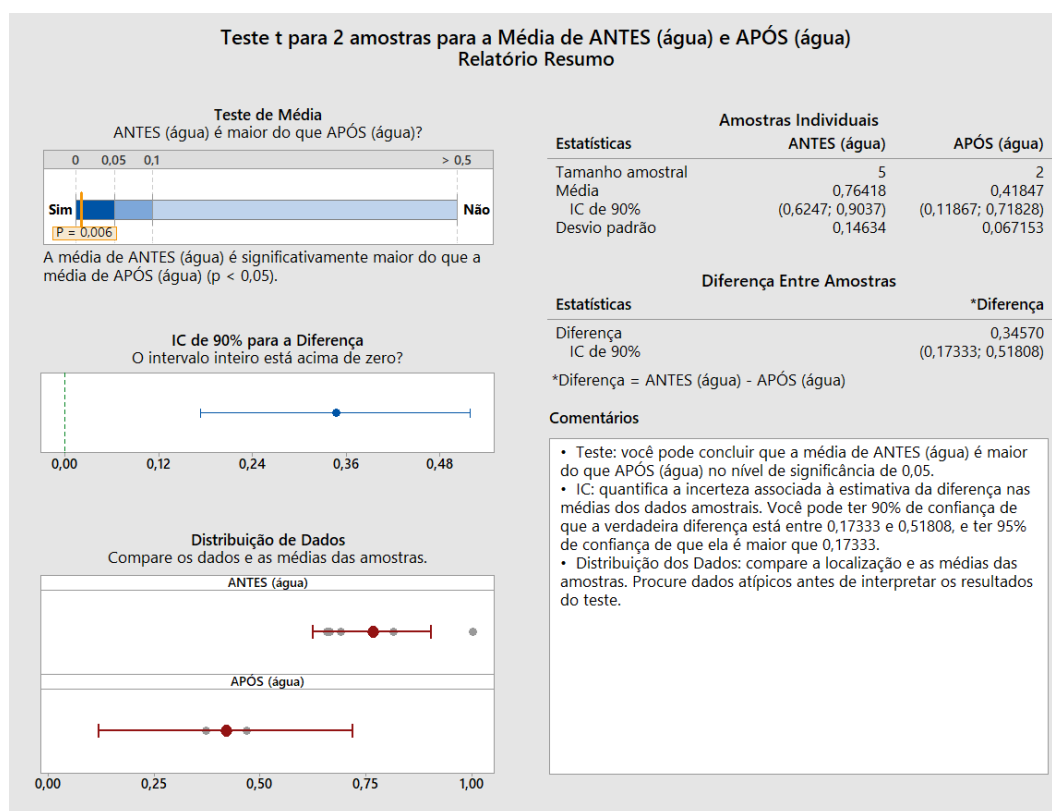 Teste t para 2 amostras para a Média de ANTES (água) e APÓS (água)
Relatório Resumo
Teste de Média
ANTES (água) é maior do que APÓS (água)?
0 0,05 0,1 > 0,5
Sim Não
P = 0,006
A média de ANTES (água) é significativamente maior do que a
média de APÓS (água) (p < 0,05).
IC de 90% para a Diferença
O intervalo inteiro está acima de zero?
0,00 0,12 0,24 0,36 0,48
Distribuição de Dados
Compare os dados e as médias das amostras.
ANTES (água)
APÓS (água)
0,00 0,25 0,50 0,75 1,00
Amostras Individuais
Estatísticas ANTES (água) APÓS (água)
Tamanho amostral 5 2
Média 0,76418 0,41847
IC de 90% (0,6247; 0,9037) (0,11867; 0,71828)
Desvio padrão 0,14634 0,067153
Diferença Entre Amostras
Estatísticas *Diferença
Diferença 0,34570
IC de 90% (0,17333; 0,51808)
*Diferença = ANTES (água) - APÓS (água)
Comentários
• Teste: você pode concluir que a média de ANTES (água) é maior
do que APÓS (água) no nível de significância de 0,05.
• IC: quantifica a incerteza associada à estimativa da diferença nas
médias dos dados amostrais. Você pode ter 90% de confiança de
que a verdadeira diferença está entre 0,17333 e 0,51808, e ter 95%
de confiança de que ela é maior que 0,17333.
• Distribuição dos Dados: compare a localização e as médias das
amostras. Procure dados atípicos antes de interpretar os resultados
do teste.